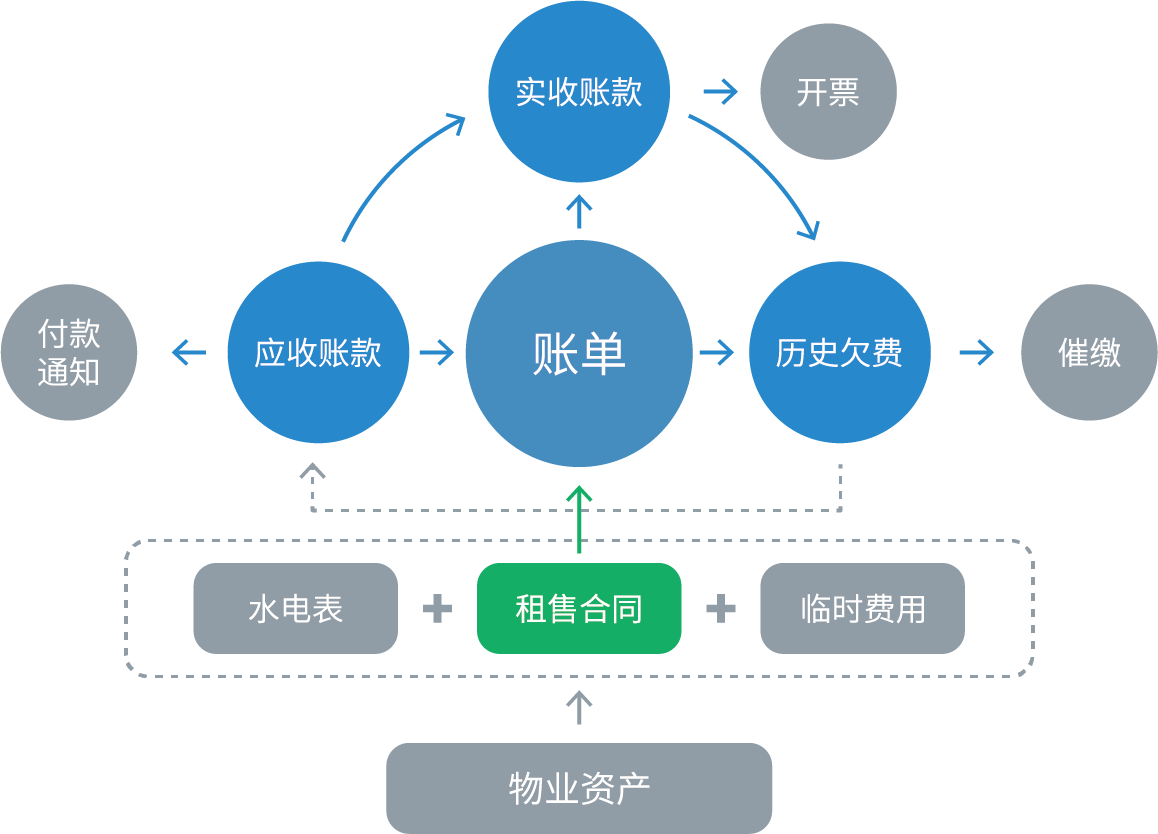 实收账款
开票
付款
通知
应收账款
账单
历史欠费
催缴
水电表
租售合同
临时费用
物业资产